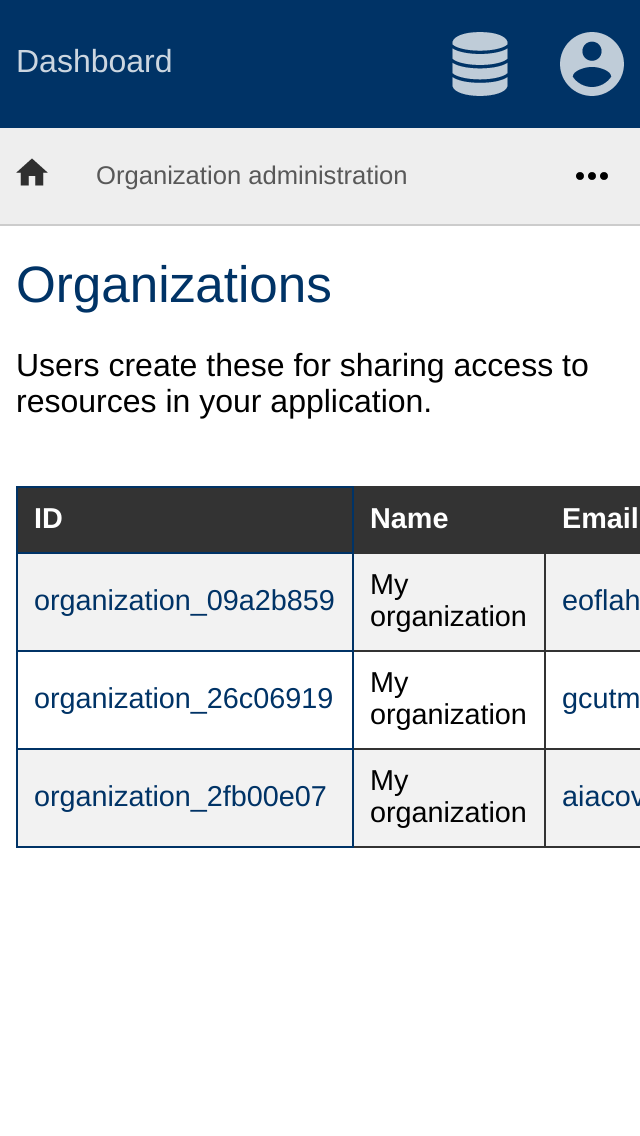 Dashboard
Organization administration
Organizations
Users create these for sharing access to
resources in your application.
ID Name Email
organization_09a2b859 My organization eoflah
organization_26c06919 My organization gcutm
organization_2fb00e07 My organization aiacov